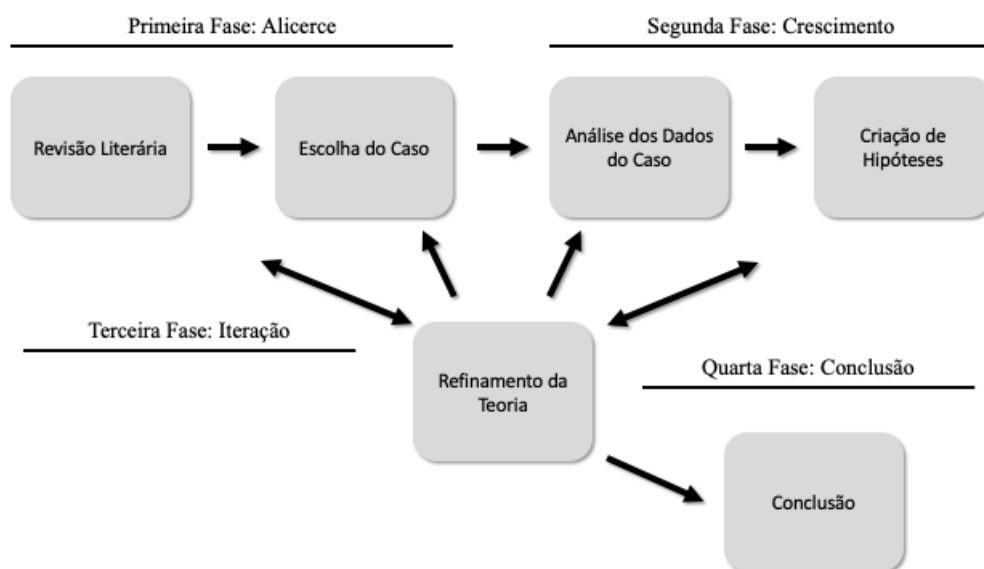 Primeira Fase: Alicerce
Segunda Fase: Crescimento
Revisão Literária
Escolha do Caso
Análise dos Dados
do Caso
Criação de
Hipóteses
Terceira Fase: Iteração
Refinamento da
Teoria
Quarta Fase: Conclusão
Conclusão